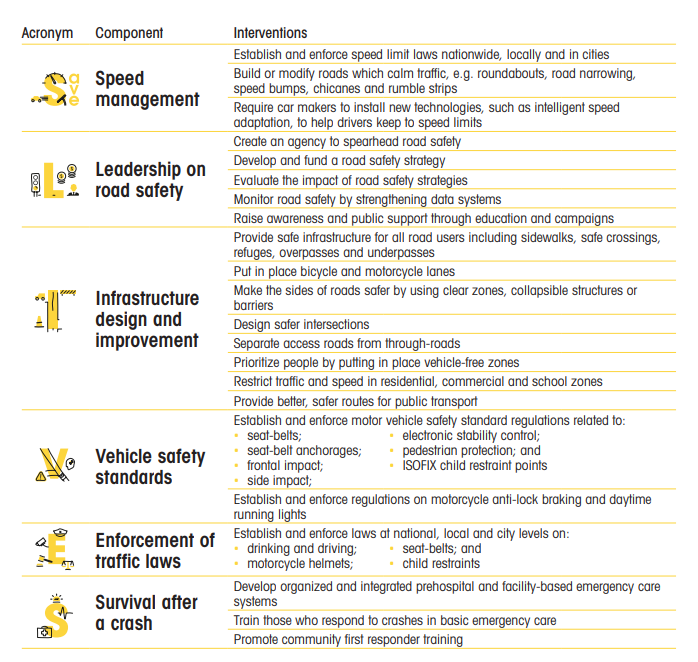 Acronym Component Interventions
Save
Speed management
Establish and enforce speed limit laws nationwide, locally and in cities
Build or modify roads which calm traffic, e.g. roundabouts, road narrowing,
speed bumps, chicanes and rumble strips
Require car makers to install new technologies, such as intelligent speed
adaptation, to help drivers keep to speed limits
L
Leadership on road safety
Create an agency to spearhead road safety
Develop and fund a road safety strategy
Evaluate the impact of road safety strategies
Monitor road safety by strengthening data systems
Raise awareness and public support through education and campaigns
I
Infrastructure design and improvement
Provide safe infrastructure for all road users including sidewalks, safe crossings,
refuges, overpasses and underpasses
Put in place bicycle and motorcycle lanes
Make the sides of roads safer by using clear zones, collapsible structures or
barriers
Design safer intersections
Separate access roads from through-roads
Prioritize people by putting in place vehicle-free zones
Restrict traffic and speed in residential, commercial and school zones
Provide better, safer routes for public transport
V
Vehicle safety standards
Establish and enforce motor vehicle safety standard regulations related to:
• seat-belts;
• seat-belt anchorages;
• frontal impact;
• side impact;
• electronic stability control;
• pedestrian protection; and
• ISOFIX child restraint points
Establish and enforce regulations on motorcycle anti-lock braking and daytime
running lights
E
Enforcement of traffic laws
Establish and enforce laws at national, local and city levels on:
• drinking and driving;
• motorcycle helmets;
• seat-belts; and
• child restraints
S
Survival after a crash
Develop organized and integrated prehospital and facility-based emergency care
systems
Train those who respond to crashes in basic emergency care
Promote community first responder training